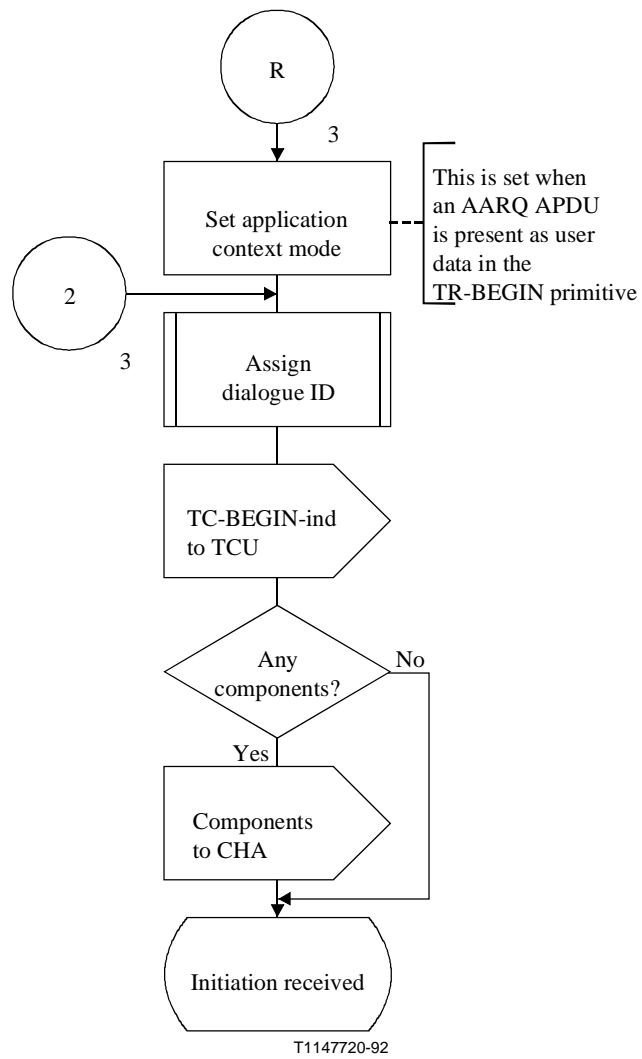 R
3
Set application
context mode
This is set when
an AARQ APDU
is present as user
data in the
TR-BEGIN primitive
2
3
Assign
dialogue ID
TC-BEGIN-ind
to TCU
Any
components?
No
Yes
Components
to CHA
Initiation received
T1147720-92